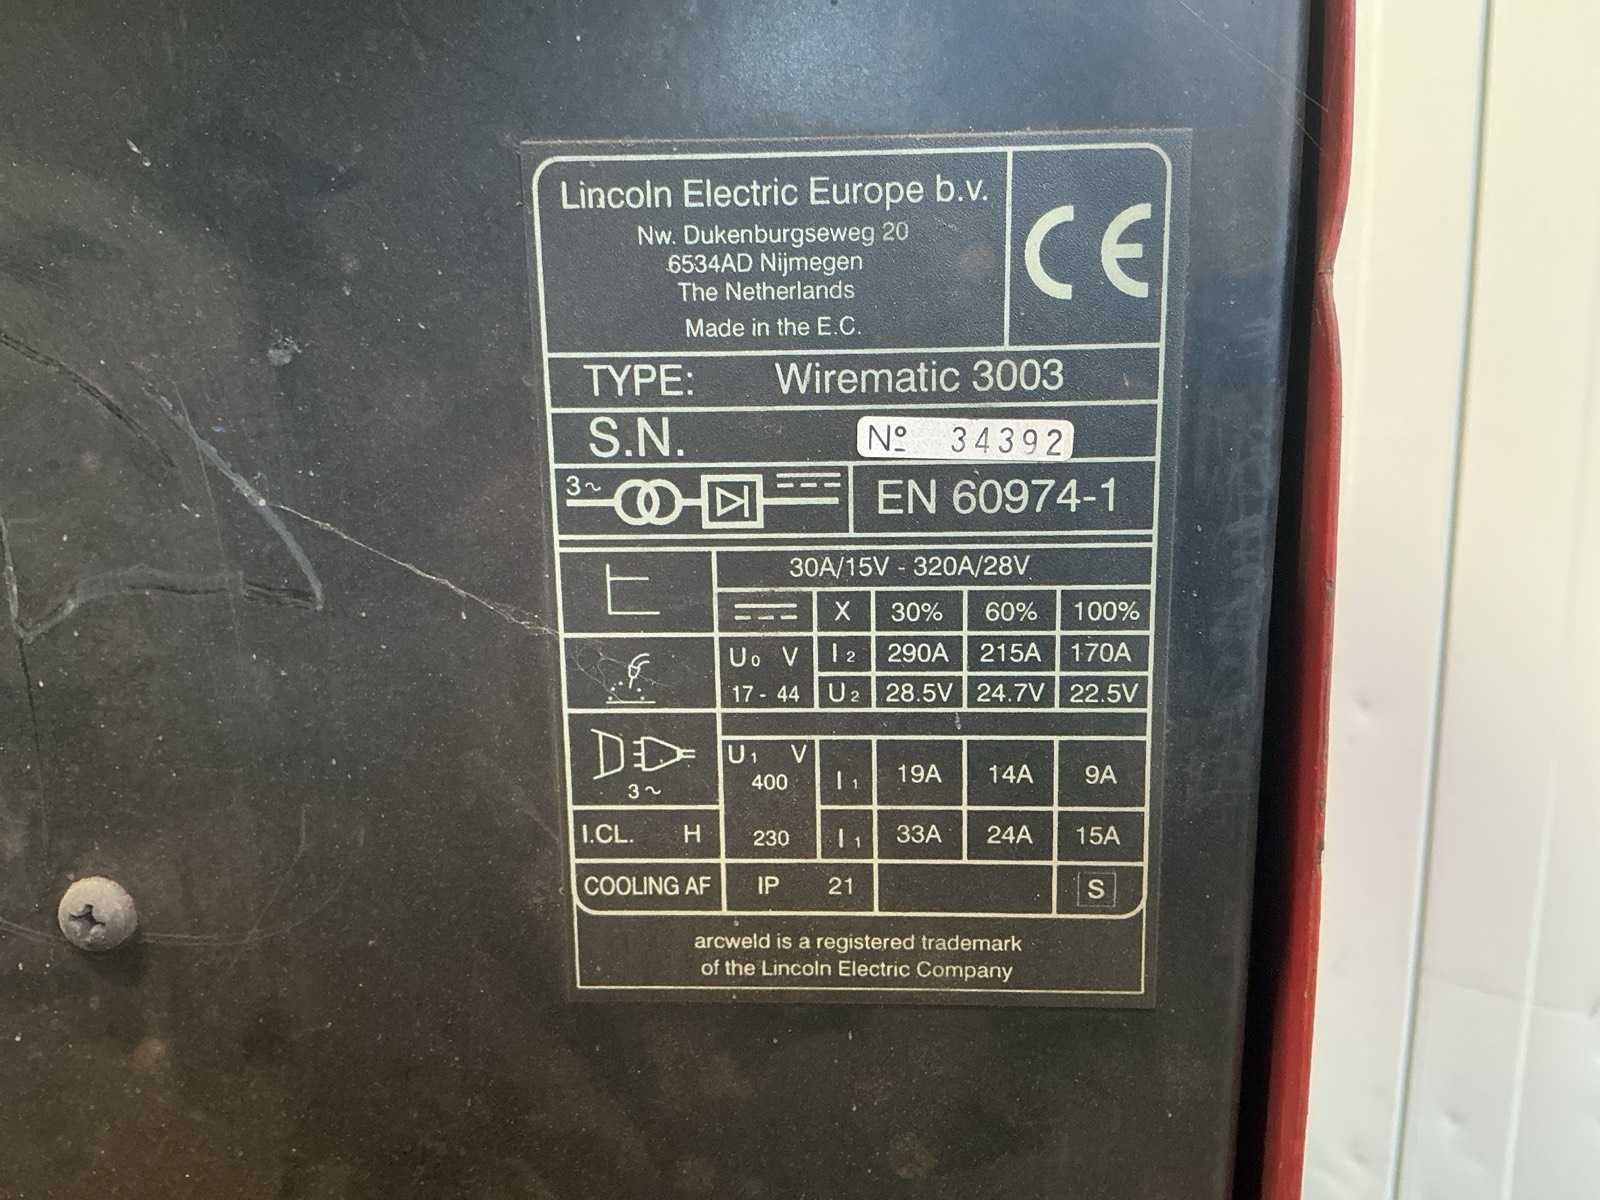 Lincoln Electric Europe b.v.
Nw. Dukenburgseweg 20
6534AD Nijmegen
The Netherlands
Made in the E.C.
CE
TYPE: Wirematic 3003
S.N. Nº 34392
3~ EN 60974-1
30A/15V - 320A/28V
X 30% 60% 100%
U0 V I2 290A 215A 170A
17 - 44 U2 28.5V 24.7V 22.5V
U1 V
400 I1 19A 14A 9A
3~
I.CL. H 230 I1 33A 24A 15A
COOLING AF IP 21 S
arcweld is a registered trademark
of the Lincoln Electric Company